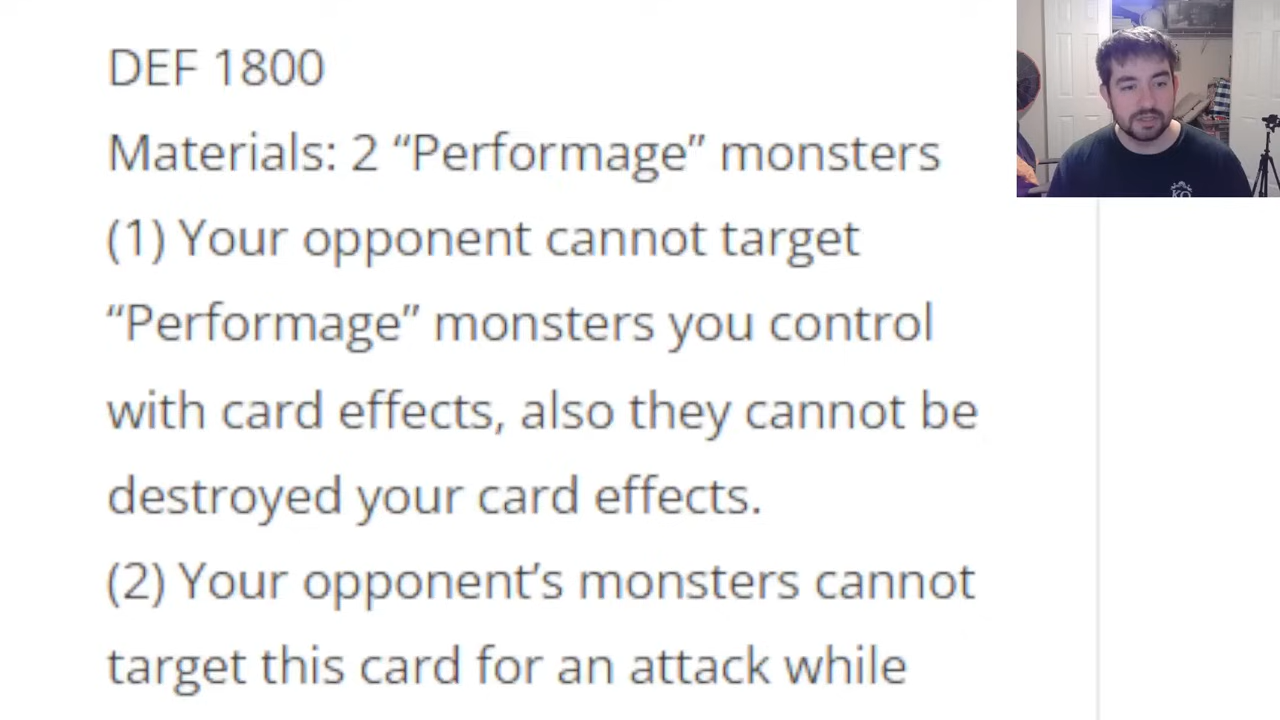 DEF 1800
Materials: 2 “Performage” monsters
(1) Your opponent cannot target
“Performage” monsters you control
with card effects, also they cannot be
destroyed your card effects.
(2) Your opponent’s monsters cannot
target this card for an attack while